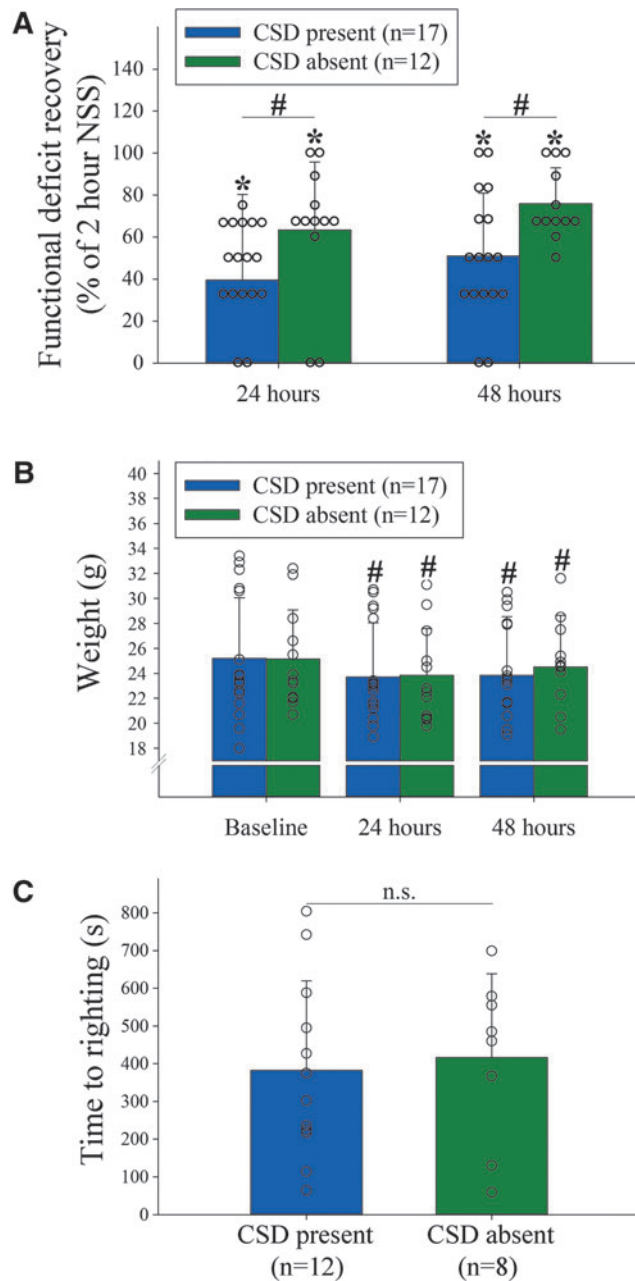 A
CSD present (n=17)
CSD absent (n=12)
Functional deficit recovery
(% of 2 hour NSS)
140
120
100
80
60
40
20
0
#
#
*
*
*
*
24 hours
48 hours
B
CSD present (n=17)
CSD absent (n=12)
Weight (g)
40
38
36
34
32
30
28
26
24
22
20
18
#
#
#
#
Baseline
24 hours
48 hours
C
n.s.
Time to righting (s)
800
700
600
500
400
300
200
100
0
CSD present
(n=12)
CSD absent
(n=8)